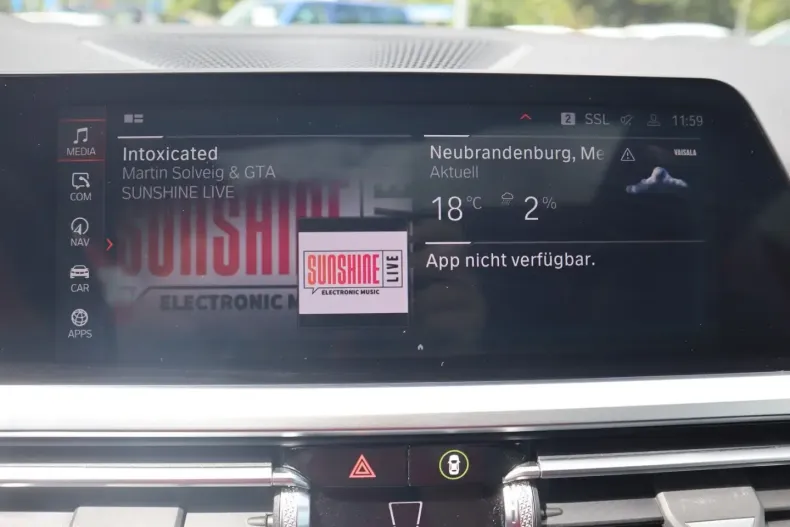 2 SSL 11:59
MEDIA
COM
NAV
CAR
APPS
Intoxicated
Martin Solveig & GTA
SUNSHINE LIVE
SUNSHINE LIVE
ELECTRONIC MUSIC
SUNSHINE
ELECTRONIC M
Neubrandenburg, Me
VAISALA
Aktuell
18°C 2%
App nicht verfügbar.